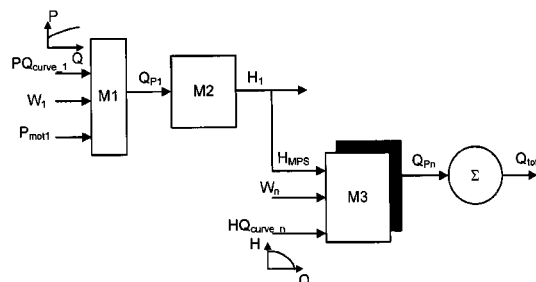 P
Q
PQcurve_1
W1
Pmot1
M1
QP1
M2
H1
HMPS
Wn
HQcurve_n
M3
QPn
Σ
Qtot
H
Q